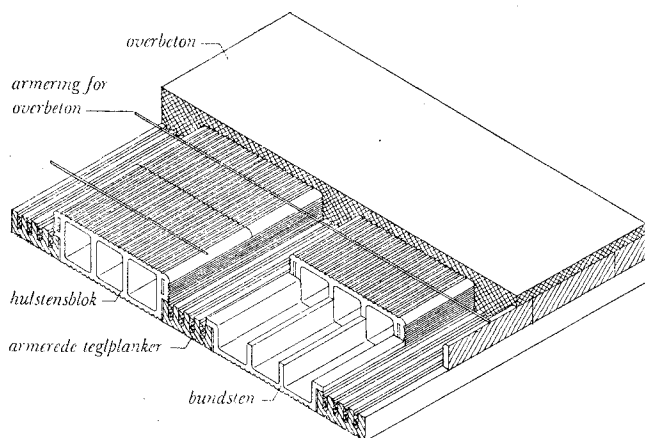 overbeton
armering for
overbeton
hulstensblok
armerede teglplanker
bundsten